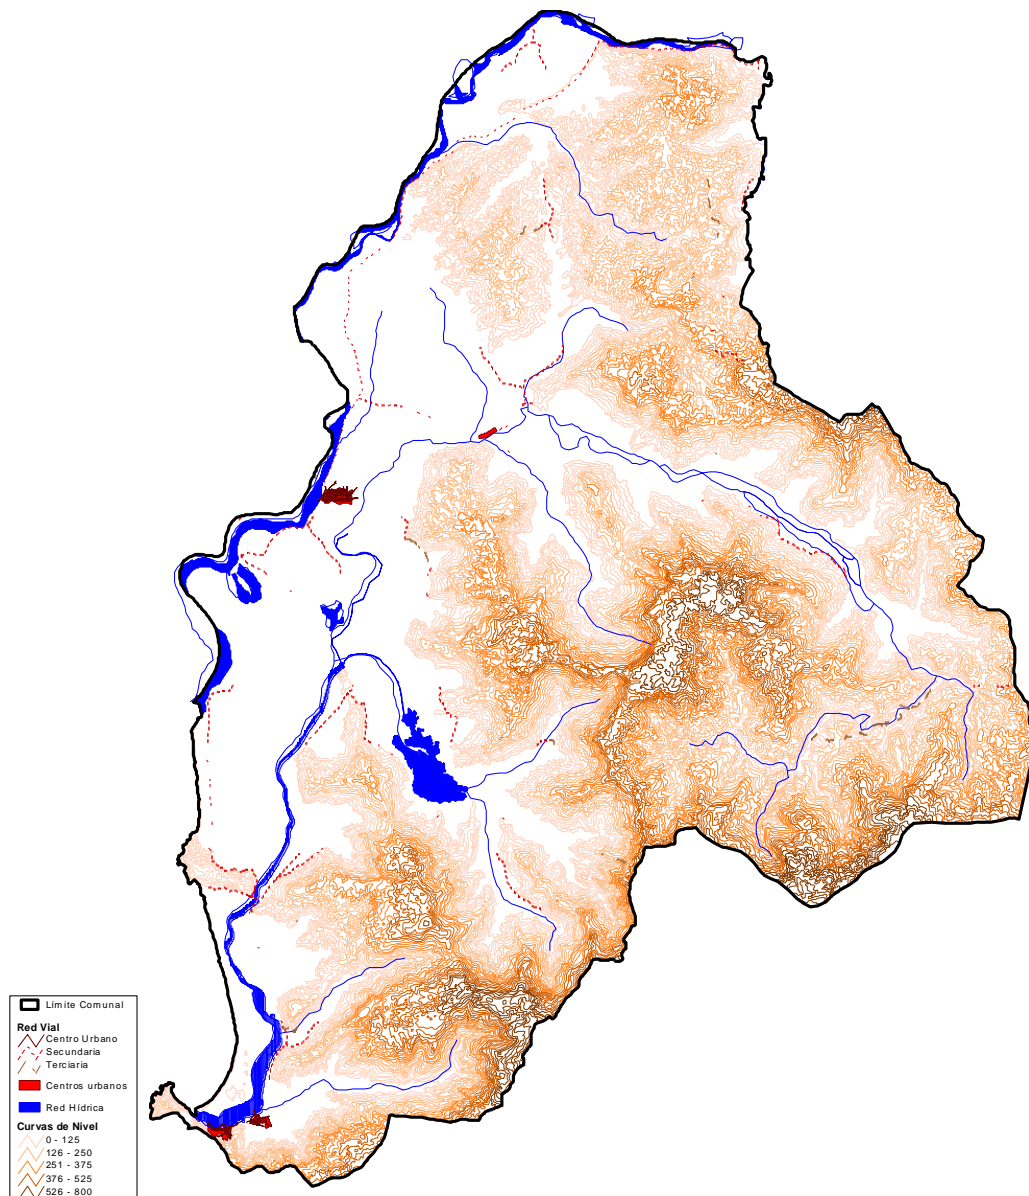 Límite Comunal
Red Vial
Centro Urbano
Secundaria
Terciaria
Centros urbanos
Red Hídrica
Curvas de Nivel
0 - 125
126 - 250
251 - 375
376 - 525
526 - 800